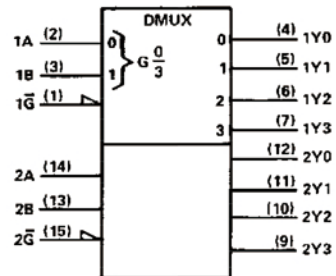 DMUX
1A (2) 0 } G 0/3 0 (4) 1Y0
1B (3) 1 1 (5) 1Y1
1G̅ (1) 2 (6) 1Y2
3 (7) 1Y3
(12) 2Y0
2A (14) (11) 2Y1
2B (13) (10) 2Y2
2G̅ (15) (9) 2Y3